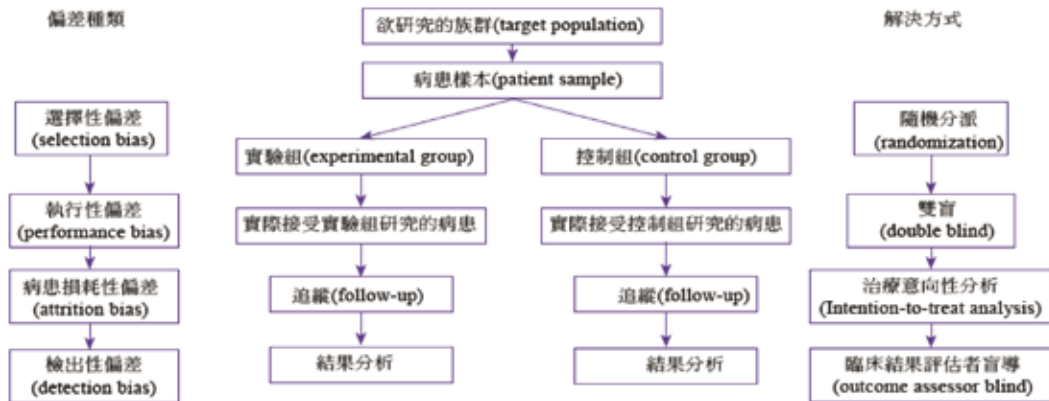 偏差種類
欲研究的族群(target population)
解決方式
病患樣本(patient sample)
選擇性偏差
(selection bias)
隨機分派
(randomization)
實驗組(experimental group)
控制組(control group)
執行性偏差
(performance bias)
實際接受實驗組研究的病患
實際接受控制組研究的病患
雙盲
(double blind)
病患損耗性偏差
(attrition bias)
追蹤(follow-up)
追蹤(follow-up)
治療意向性分析
(Intention-to-treat analysis)
檢出性偏差
(detection bias)
結果分析
結果分析
臨床結果評估者盲導
(outcome assessor blind)